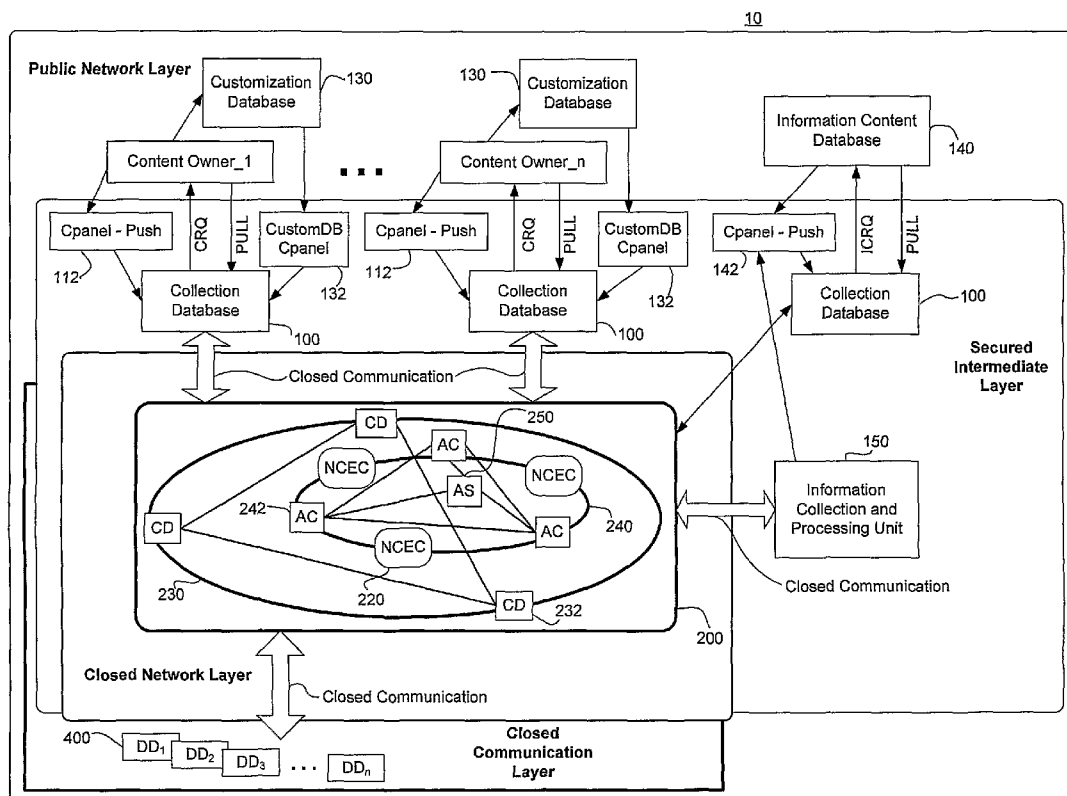 10
Public Network Layer
130
Customization
Database
130
Customization
Database
Information Content
Database
140
Content Owner_1
...
Content Owner_n
Cpanel - Push
112
CRQ
PULL
CustomDB
Cpanel
132
Cpanel - Push
112
CRQ
PULL
CustomDB
Cpanel
132
Cpanel - Push
142
ICRQ
PULL
Collection
Database
100
Collection
Database
100
Collection
Database
100
Closed Communication
Secured
Intermediate
Layer
250
CD
AC
NCEC
NCEC
AS
242
AC
AC
240
CD
NCEC
230
220
CD
232
200
150
Information
Collection and
Processing Unit
Closed Communication
Closed Network Layer
Closed Communication
400
DD1
DD2
DD3
...
DDn
Closed
Communication
Layer